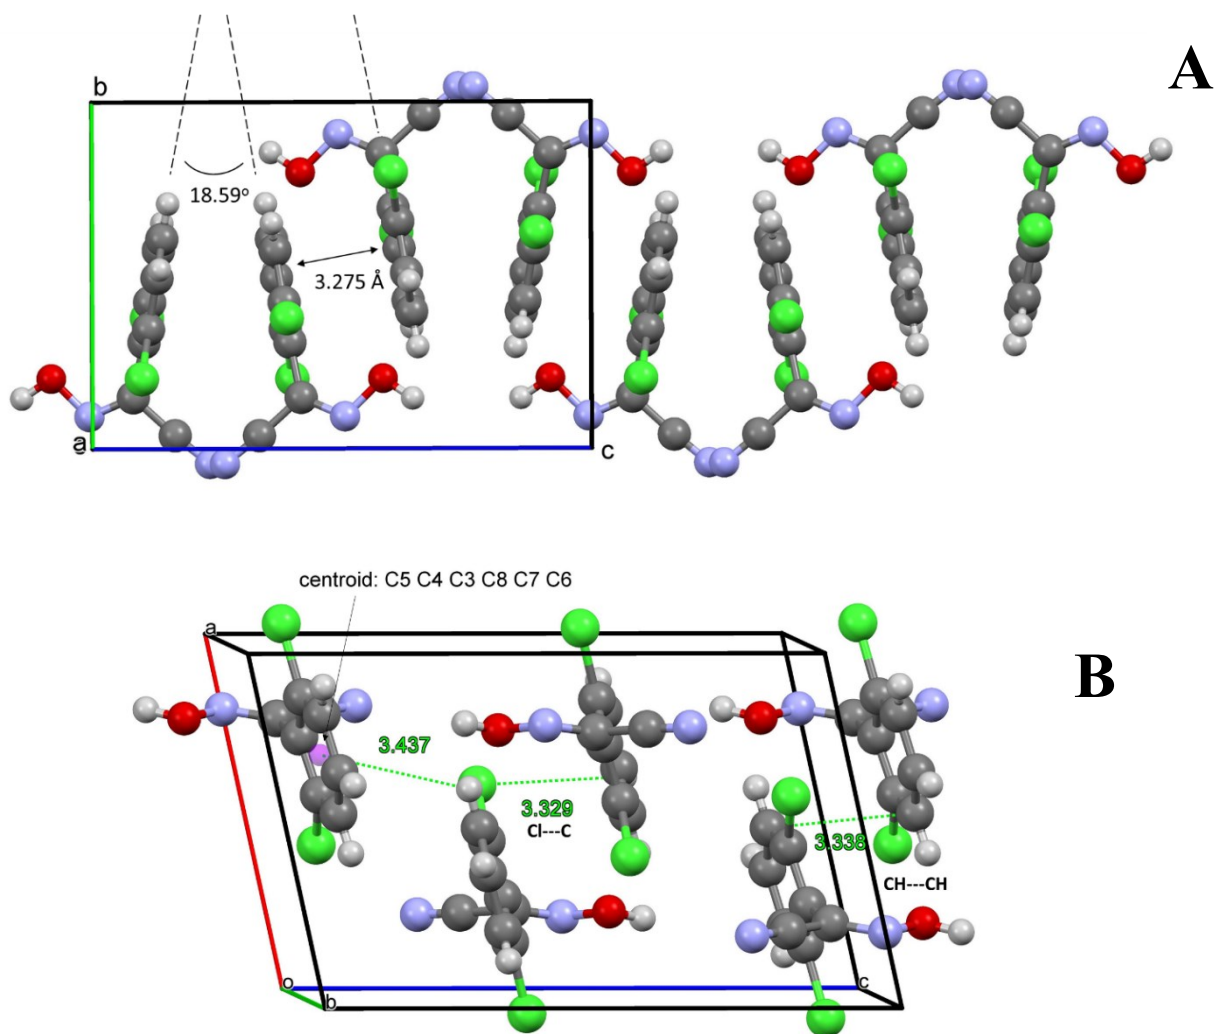 A
b
18.59°
3.275 Å
a
c
centroid: C5 C4 C3 C8 C7 C6
a
B
3.437
3.329
Cl---C
3.338
CH---CH
o
b
c